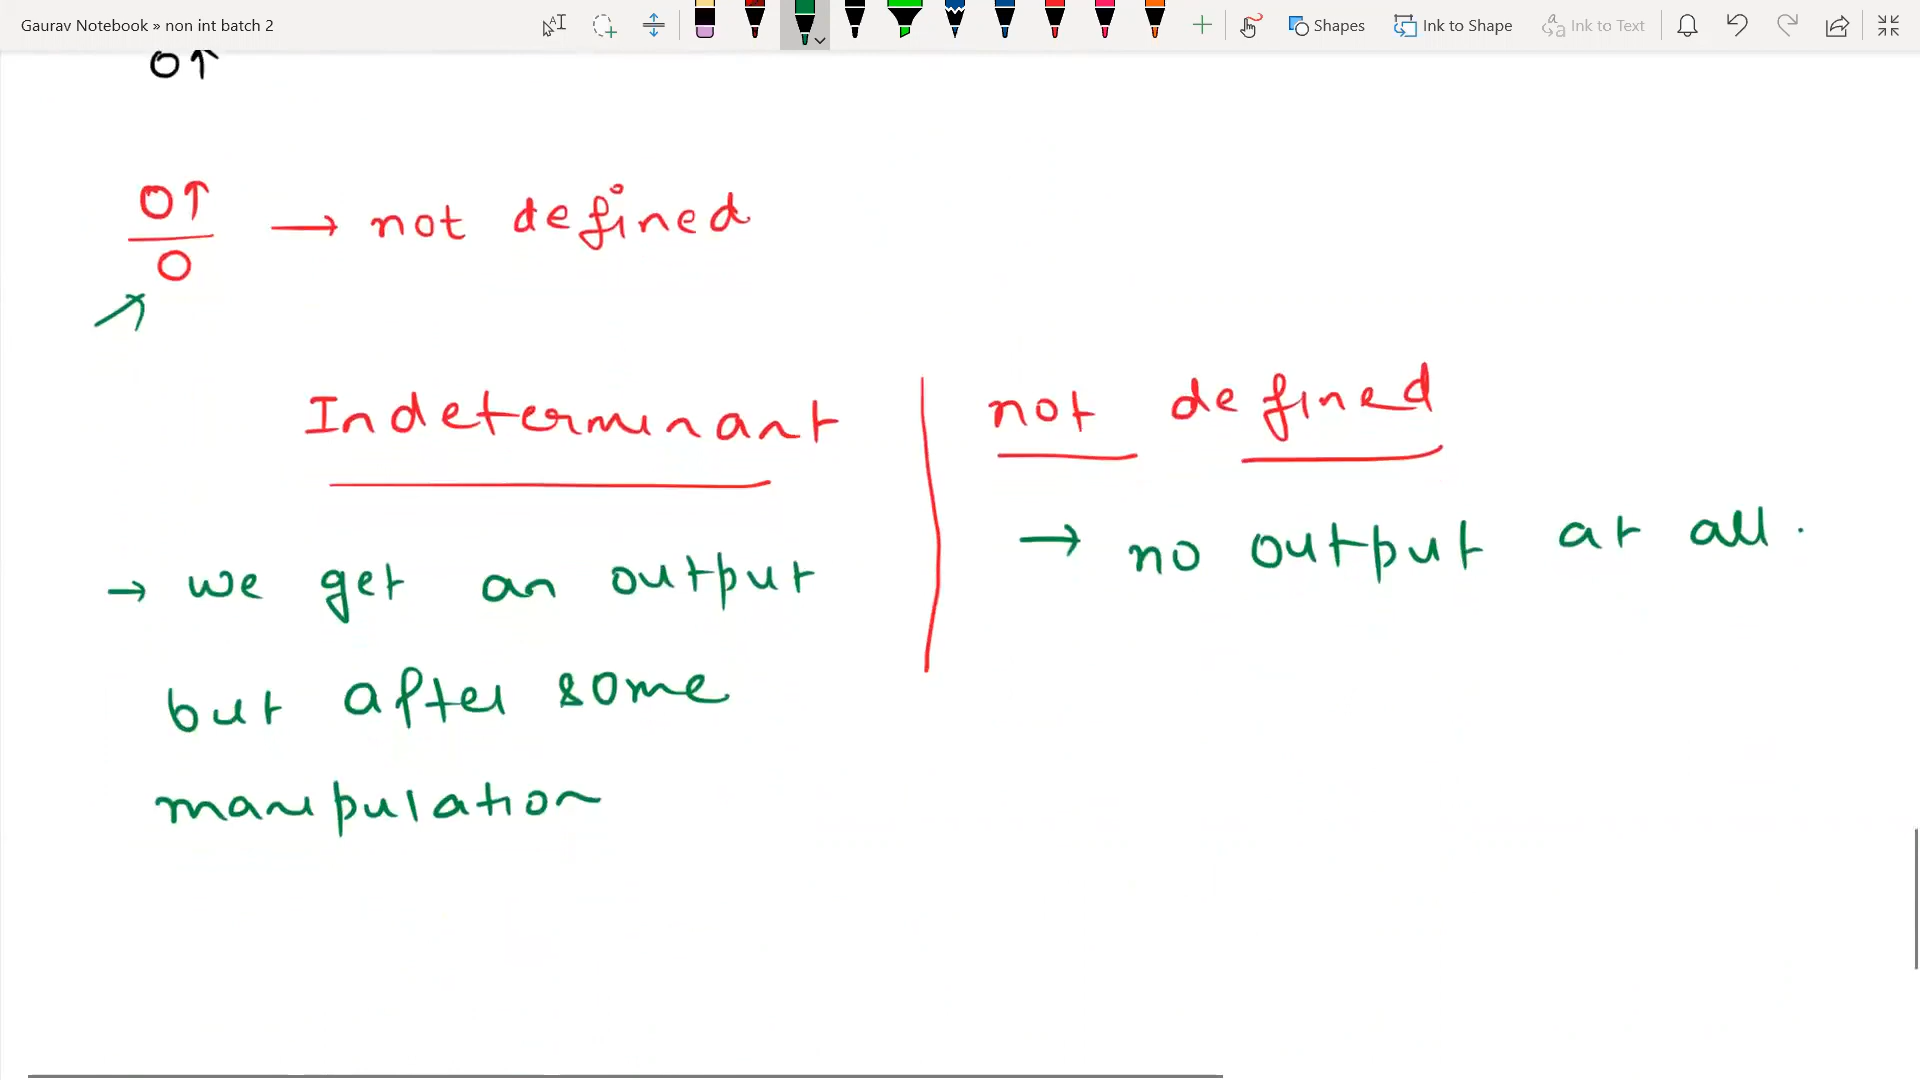 Gaurav Notebook » non int batch 2
Shapes
Ink to Shape
Ink to Text
0↑
0↑
0
→ not defined
Indeterminant
not defined
→ we get an output
but after some
manipulation
→ no output at all.